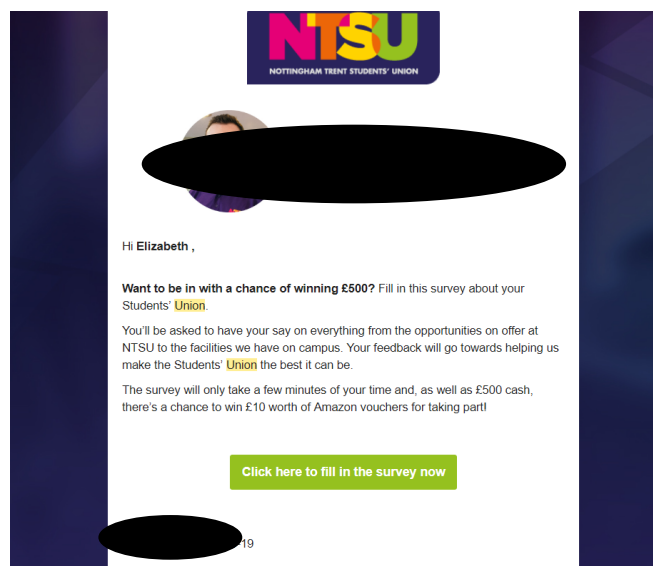 NTSU
NOTTINGHAM TRENT STUDENTS' UNION
Hi Elizabeth ,
Want to be in with a chance of winning £500? Fill in this survey about your
Students' Union.
You'll be asked to have your say on everything from the opportunities on offer at
NTSU to the facilities we have on campus. Your feedback will go towards helping us
make the Students' Union the best it can be.
The survey will only take a few minutes of your time and, as well as £500 cash,
there's a chance to win £10 worth of Amazon vouchers for taking part!
Click here to fill in the survey now
19